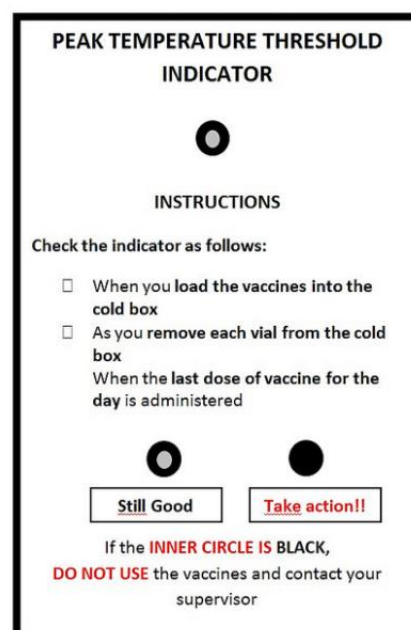 PEAK TEMPERATURE THRESHOLD
INDICATOR
INSTRUCTIONS
Check the indicator as follows:
When you load the vaccines into the
cold box
As you remove each vial from the cold
box
When the last dose of vaccine for the
day is administered
Still Good
Take action!!
If the INNER CIRCLE IS BLACK,
DO NOT USE the vaccines and contact your
supervisor